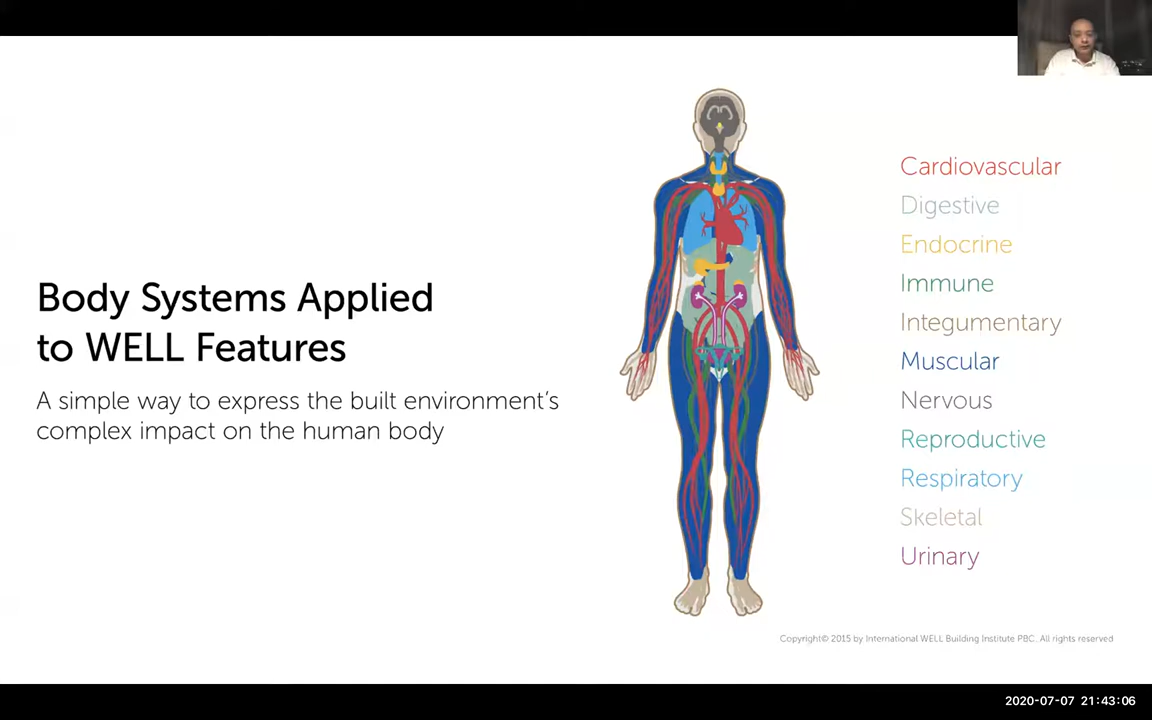 Body Systems Applied
to WELL Features
A simple way to express the built environment’s
complex impact on the human body
Cardiovascular
Digestive
Endocrine
Immune
Integumentary
Muscular
Nervous
Reproductive
Respiratory
Skeletal
Urinary
Copyright© 2015 by International WELL Building Institute PBC. All rights reserved
2020-07-07 21:43:06